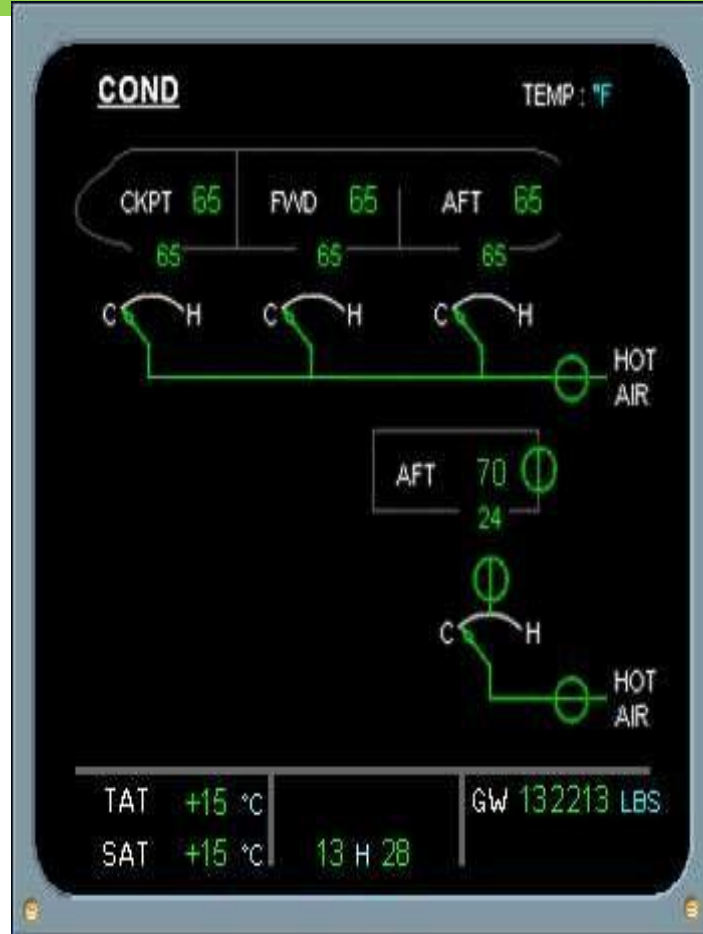 COND TEMP : °F
CKPT 65 FWD 65 AFT 65
65 65 65
C H C H C H
HOT
AIR
AFT 70
24
C H
HOT
AIR
TAT +15 °C GW 132213 LBS
SAT +15 °C 13 H 28